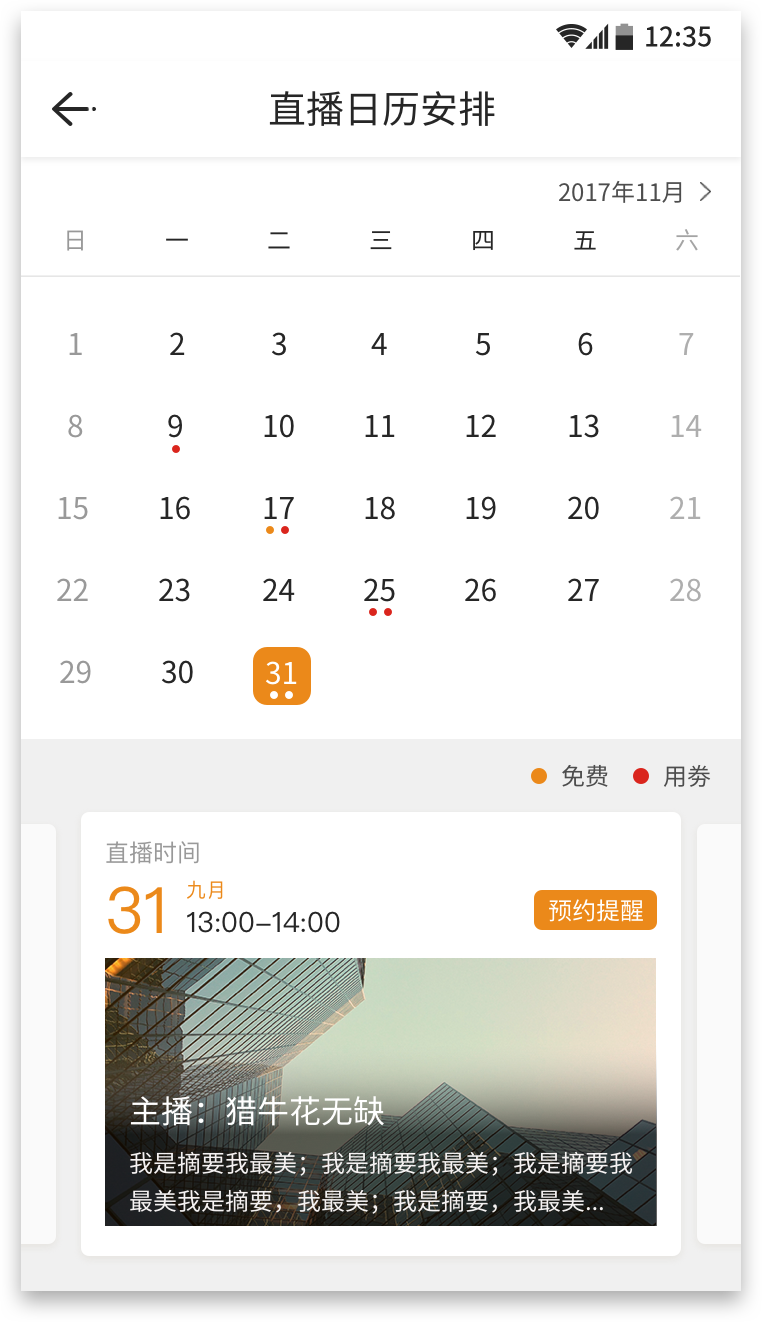 12:35
直播日历安排
2017年11月
日 一 二 三 四 五 六
1 2 3 4 5 6 7
8 9 10 11 12 13 14
15 16 17 18 19 20 21
22 23 24 25 26 27 28
29 30 31
免费 用劵
直播时间
31 九月
13:00–14:00
预约提醒
主播：猎牛花无缺
我是摘要我最美；我是摘要我最美；我是摘要我
最美我是摘要，我最美；我是摘要，我最美...